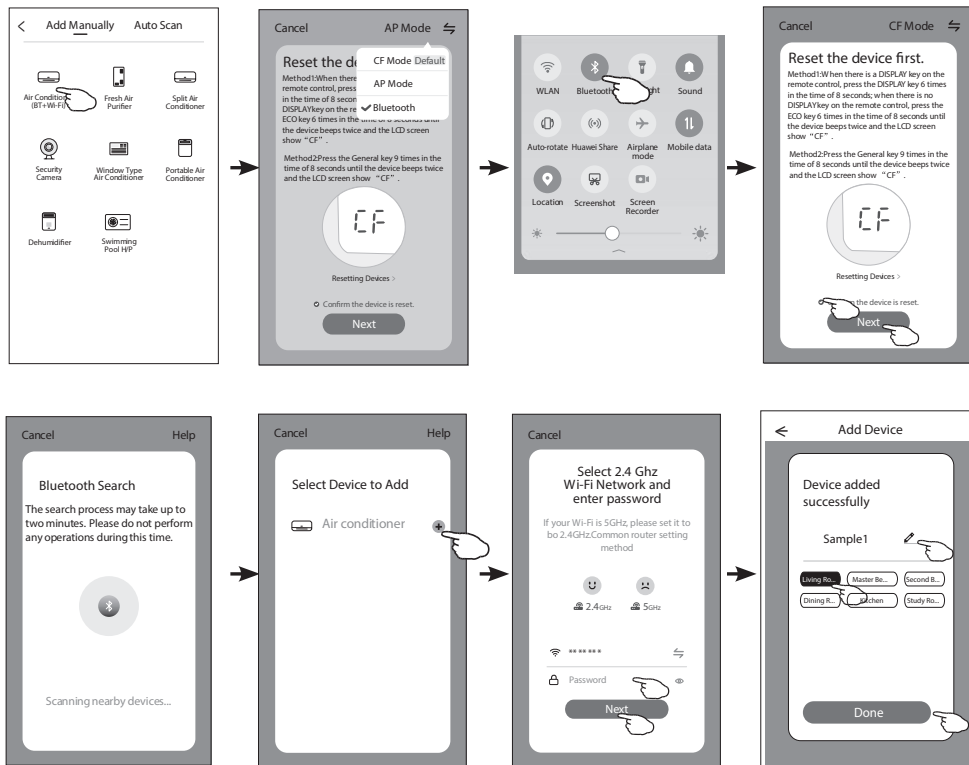 Add Manually Auto Scan
Air Condition
(BT+Wi-Fi)
Fresh Air
Purifier
Split Air
Conditioner
Security
Camera
Window Type
Air Conditioner
Portable Air
Conditioner
Dehumidifier
Swimming
Pool H/P
Cancel AP Mode
Reset the de
CF Mode Default
AP Mode
Bluetooth
Method1:When there
remote control, press
in the time of 8 secon
DISPLAYkey on the re
ECO key 6 times in the time of 8 seconds until
the device beeps twice and the LCD screen
show “CF”.
Method2:Press the General key 9 times in the
time of 8 seconds until the device beeps twice
and the LCD screen show “CF”.
CF
Resetting Devices >
Confirm the device is reset.
Next
WLAN Bluetooth ht Sound
Auto-rotate Huawei Share Airplane
mode Mobile data
Location Screenshot Screen
Recorder
Cancel CF Mode
Reset the device first.
Method1:When there is a DISPLAY key on the
remote control, press the DISPLAY key 6 times
in the time of 8 seconds; when there is no
DISPLAYkey on the remote control, press the
ECO key 6 times in the time of 8 seconds until
the device beeps twice and the LCD screen
show “CF”.
Method2:Press the General key 9 times in the
time of 8 seconds until the device beeps twice
and the LCD screen show “CF”.
CF
Resetting Devices >
the device is reset.
Next
Cancel Help
Bluetooth Search
The search process may take up to
two minutes. Please do not perform
any operations during this time.
Scanning nearby devices...
Cancel Help
Select Device to Add
Air conditioner
Cancel
Select 2.4 Ghz
Wi-Fi Network and
enter password
If your Wi-Fi is 5GHz, please set it to
bo 2.4GHz.Common router setting
method
2.4GHz 5GHz
*******
Password
Next
Add Device
Device added
successfully
Sample1
Living Ro... Master Be... Second B...
Dining R... Kitchen Study Ro...
Done